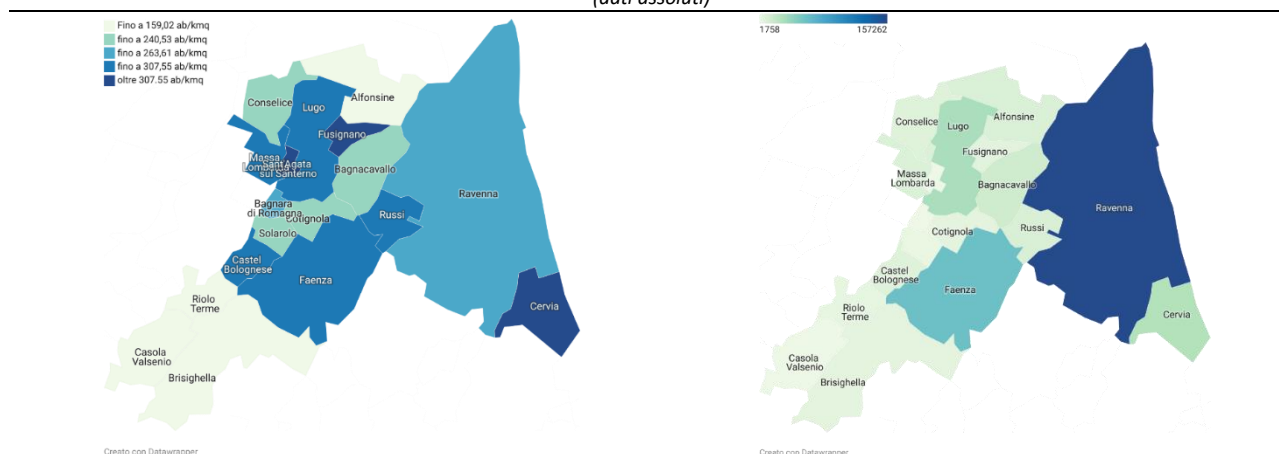 (dati assoluti)
Fino a 159,02 ab/kmq
fino a 240,53 ab/kmq
fino a 263,61 ab/kmq
fino a 307,55 ab/kmq
oltre 307.55 ab/kmq
Conselice
Lugo
Alfonsine
Fusignano
Massa
Lombarda
Sant'Agata
sul Santerno
Bagnacavallo
Ravenna
Bagnara
di Romagna
Cotignola
Russi
Solarolo
Castel
Bolognese
Faenza
Riolo
Terme
Cervia
Casola
Valsenio
Brisighella
Creato con Datawrapper
1758
157262
Conselice
Lugo
Alfonsine
Fusignano
Massa
Lombarda
Bagnacavallo
Ravenna
Cotignola
Russi
Castel
Bolognese
Faenza
Riolo
Terme
Cervia
Casola
Valsenio
Brisighella
Creato con Datawrapper